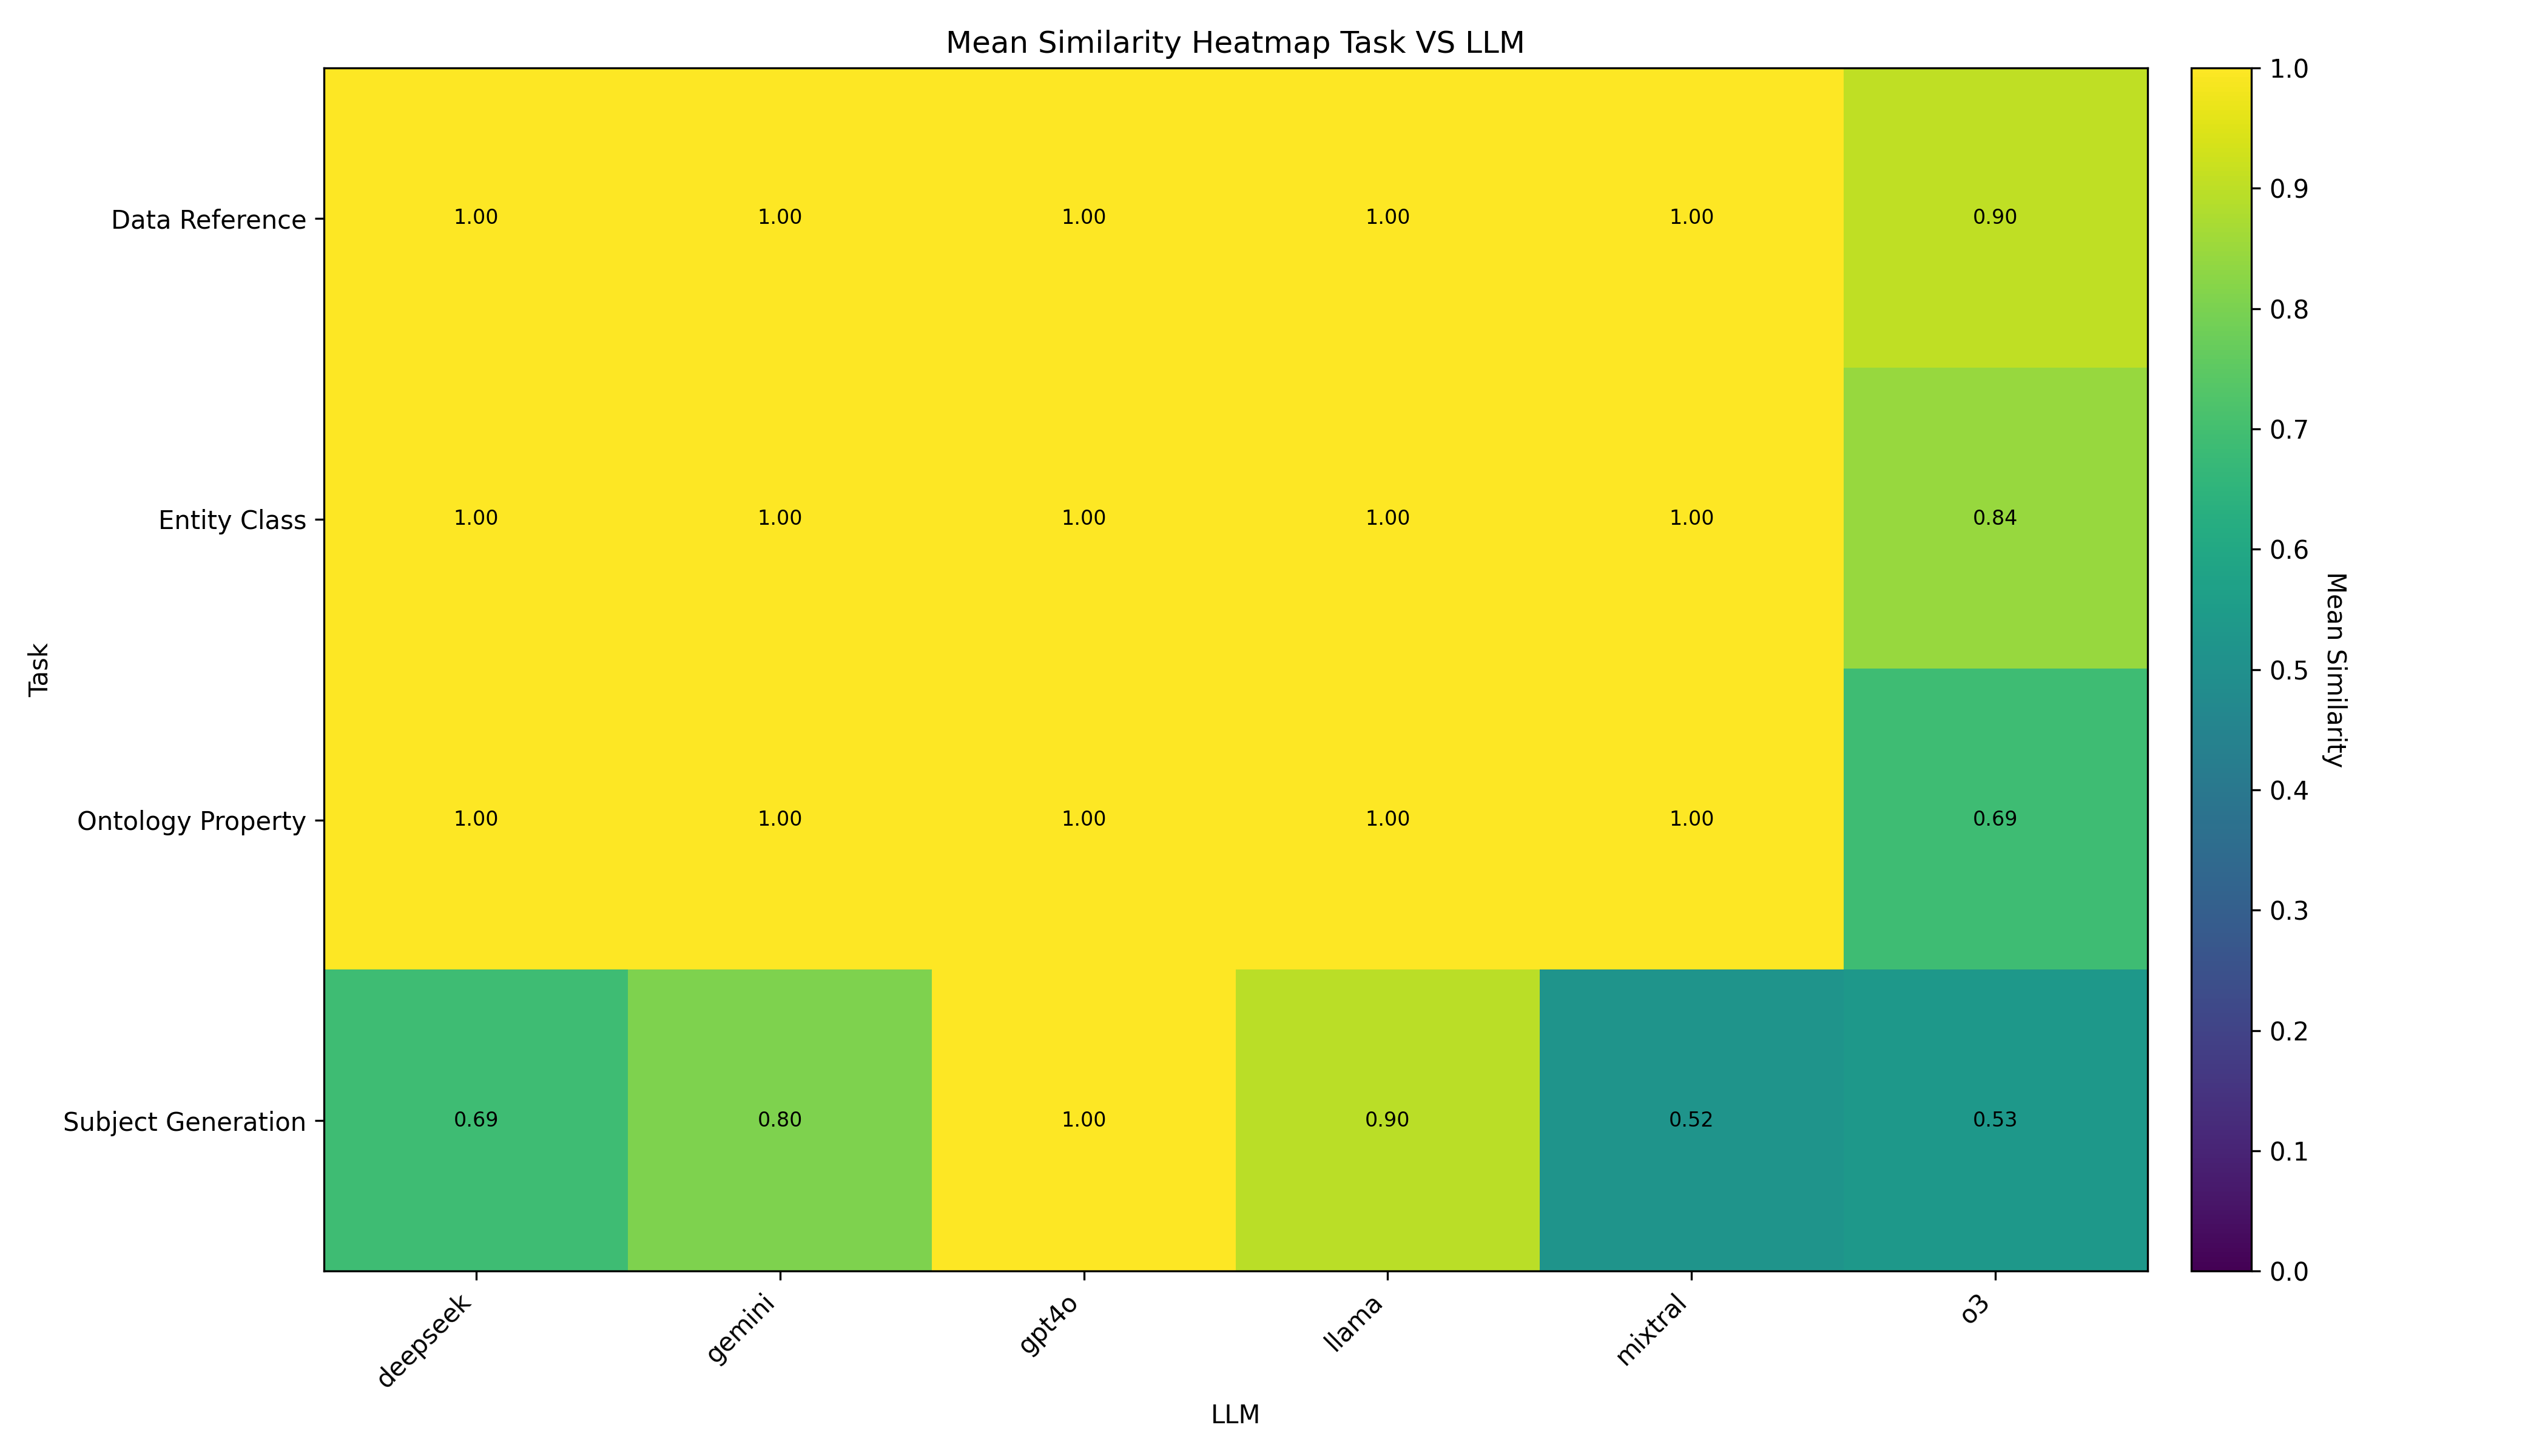 Mean Similarity Heatmap Task VS LLM
Data Reference 1.00 1.00 1.00 1.00 1.00 0.90
Entity Class 1.00 1.00 1.00 1.00 1.00 0.84
Ontology Property 1.00 1.00 1.00 1.00 1.00 0.69
Subject Generation 0.69 0.80 1.00 0.90 0.52 0.53
Task
deepseek gemini gpt4o llama mixtral o3
LLM
1.0
0.9
0.8
0.7
0.6
0.5
0.4
0.3
0.2
0.1
0.0
Mean Similarity